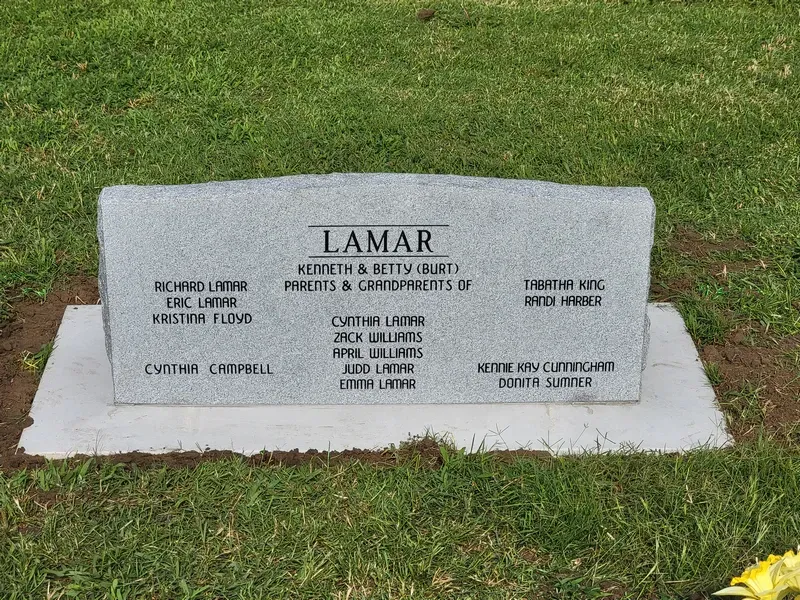 LAMAR
KENNETH & BETTY (BURT)
PARENTS & GRANDPARENTS OF
RICHARD LAMAR
ERIC LAMAR
KRISTINA FLOYD
CYNTHIA CAMPBELL
CYNTHIA LAMAR
ZACK WILLIAMS
APRIL WILLIAMS
JUDD LAMAR
EMMA LAMAR
TABATHA KING
RANDI HARBER
KENNIE KAY CUNNINGHAM
DONITA SUMNER